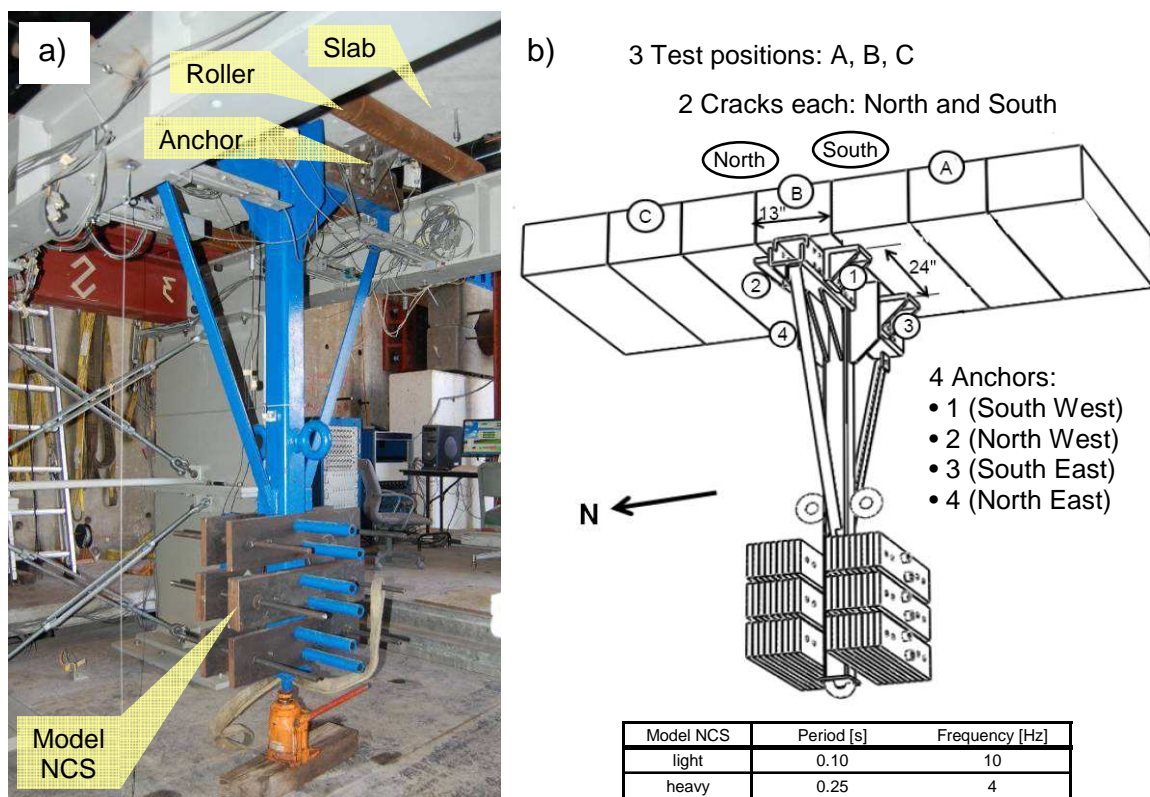 a)
Slab
Roller
Anchor
Model
NCS
b)
3 Test positions: A, B, C
2 Cracks each: North and South
North
South
A
B
C
13"
24"
1
2
3
4
4 Anchors:
• 1 (South West)
• 2 (North West)
• 3 (South East)
• 4 (North East)
N
Model NCS Period [s] Frequency [Hz]
light 0.10 10
heavy 0.25 4